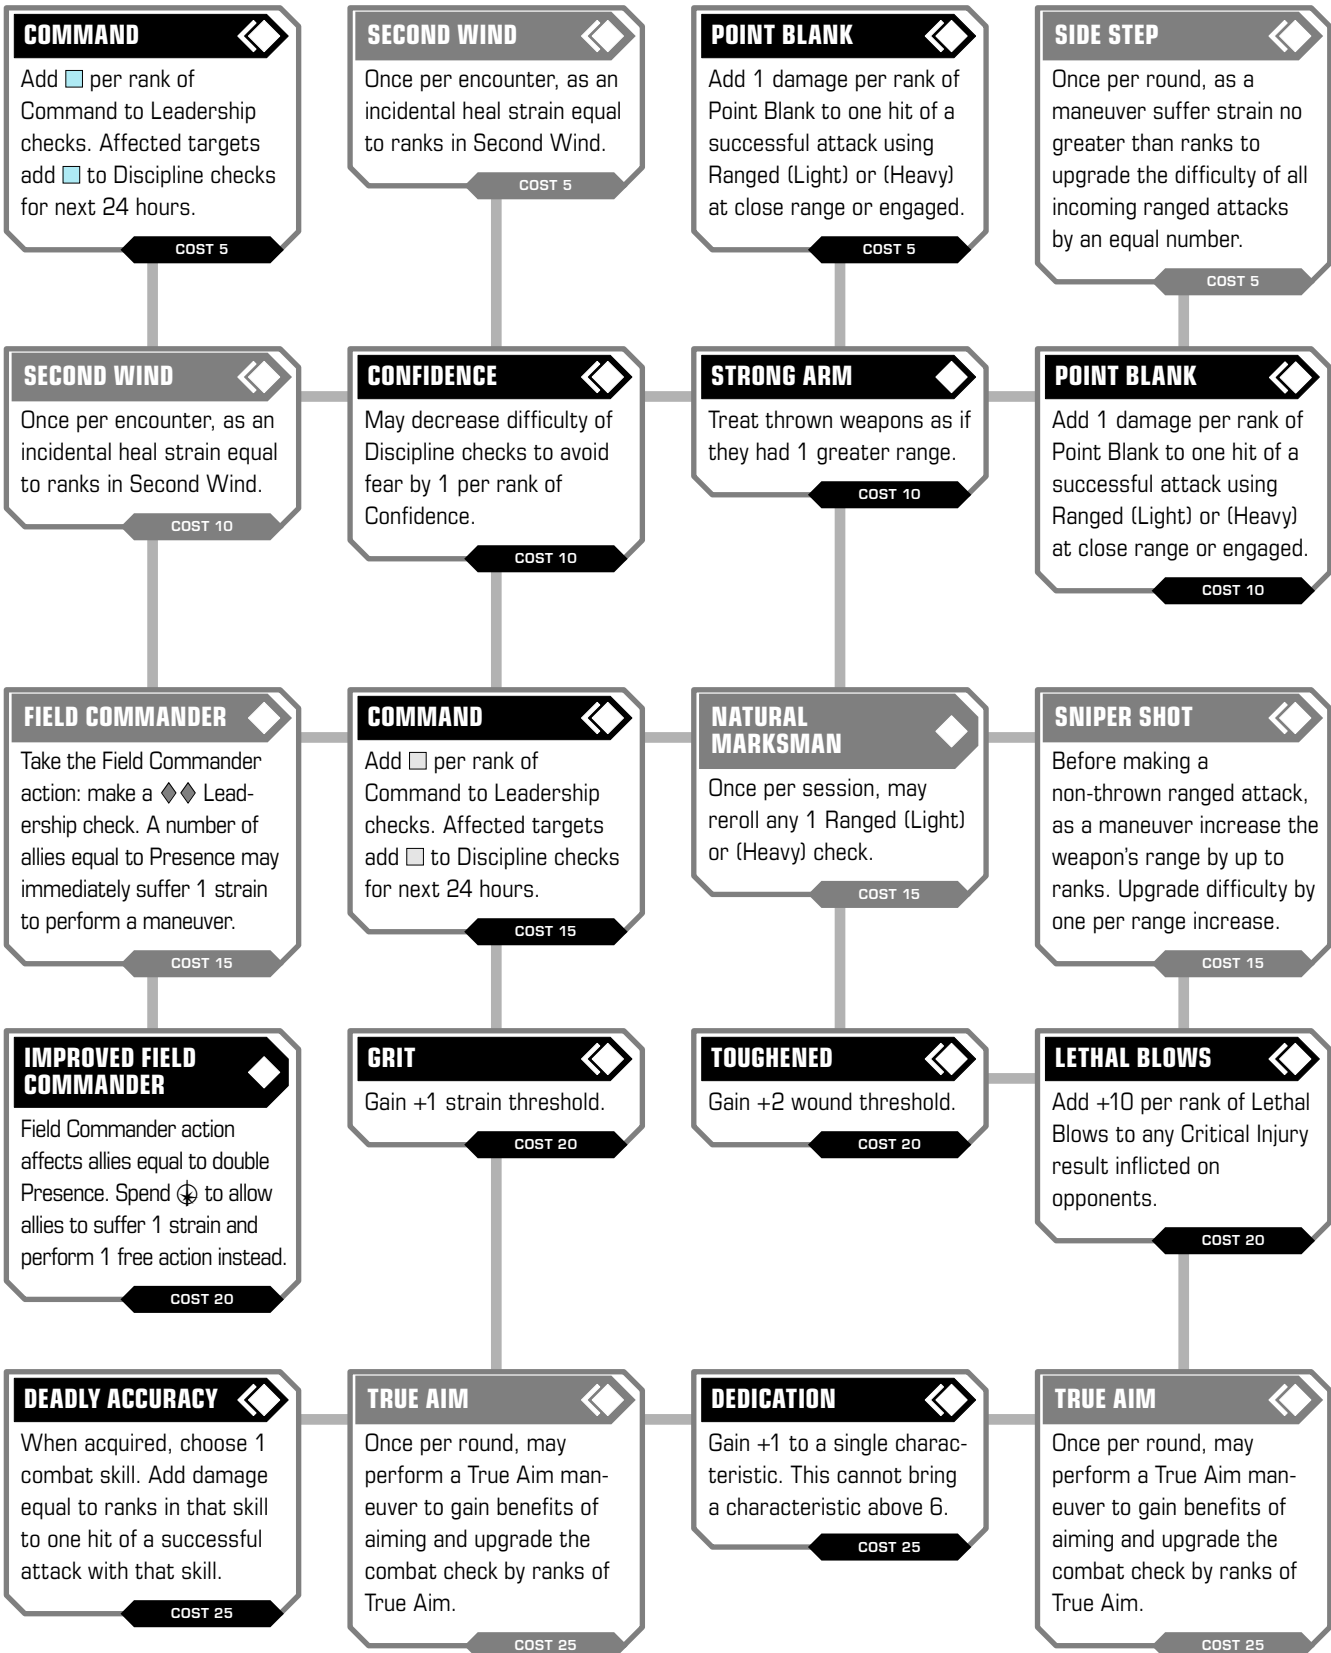 COMMAND
Add per rank of
Command to Leadership
checks. Affected targets
add to Discipline checks
for next 24 hours.
COST 5
SECOND WIND
Once per encounter, as an
incidental heal strain equal
to ranks in Second Wind.
COST 5
POINT BLANK
Add 1 damage per rank of
Point Blank to one hit of a
successful attack using
Ranged (Light) or (Heavy)
at close range or engaged.
COST 5
SIDE STEP
Once per round, as a
maneuver suffer strain no
greater than ranks to
upgrade the difficulty of all
incoming ranged attacks
by an equal number.
COST 5
SECOND WIND
Once per encounter, as an
incidental heal strain equal
to ranks in Second Wind.
COST 10
CONFIDENCE
May decrease difficulty of
Discipline checks to avoid
fear by 1 per rank of
Confidence.
COST 10
STRONG ARM
Treat thrown weapons as if
they had 1 greater range.
COST 10
POINT BLANK
Add 1 damage per rank of
Point Blank to one hit of a
successful attack using
Ranged (Light) or (Heavy)
at close range or engaged.
COST 10
FIELD COMMANDER
Take the Field Commander
action: make a Lead-
ership check. A number of
allies equal to Presence may
immediately suffer 1 strain
to perform a maneuver.
COST 15
COMMAND
Add per rank of
Command to Leadership
checks. Affected targets
add to Discipline checks
for next 24 hours.
COST 15
NATURAL
MARKSMAN
Once per session, may
reroll any 1 Ranged (Light)
or (Heavy) check.
COST 15
SNIPER SHOT
Before making a
non-thrown ranged attack,
as a maneuver increase the
weapon's range by up to
ranks. Upgrade difficulty by
one per range increase.
COST 15
IMPROVED FIELD
COMMANDER
Field Commander action
affects allies equal to double
Presence. Spend to allow
allies to suffer 1 strain and
perform 1 free action instead.
COST 20
GRIT
Gain +1 strain threshold.
COST 20
TOUGHENED
Gain +2 wound threshold.
COST 20
LETHAL BLOWS
Add +10 per rank of Lethal
Blows to any Critical Injury
result inflicted on
opponents.
COST 20
DEADLY ACCURACY
When acquired, choose 1
combat skill. Add damage
equal to ranks in that skill
to one hit of a successful
attack with that skill.
COST 25
TRUE AIM
Once per round, may
perform a True Aim man-
euver to gain benefits of
aiming and upgrade the
combat check by ranks of
True Aim.
COST 25
DEDICATION
Gain +1 to a single charac-
teristic. This cannot bring
a characteristic above 6.
COST 25
TRUE AIM
Once per round, may
perform a True Aim man-
euver to gain benefits of
aiming and upgrade the
combat check by ranks of
True Aim.
COST 25